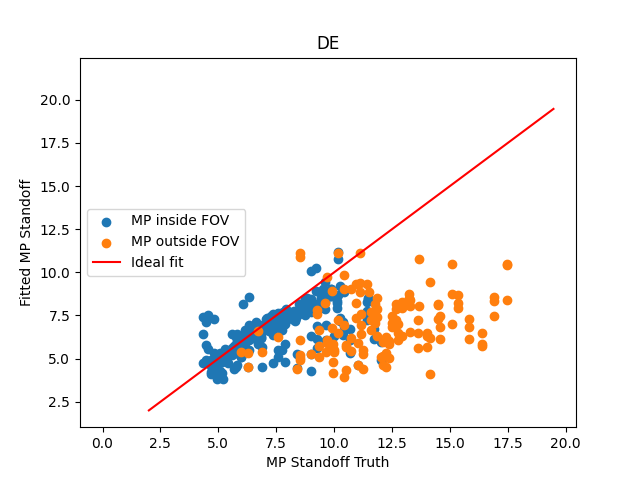 DE
20.0
17.5
15.0
12.5
10.0
7.5
5.0
2.5
Fitted MP Standoff
MP inside FOV
MP outside FOV
Ideal fit
0.0 2.5 5.0 7.5 10.0 12.5 15.0 17.5 20.0
MP Standoff Truth